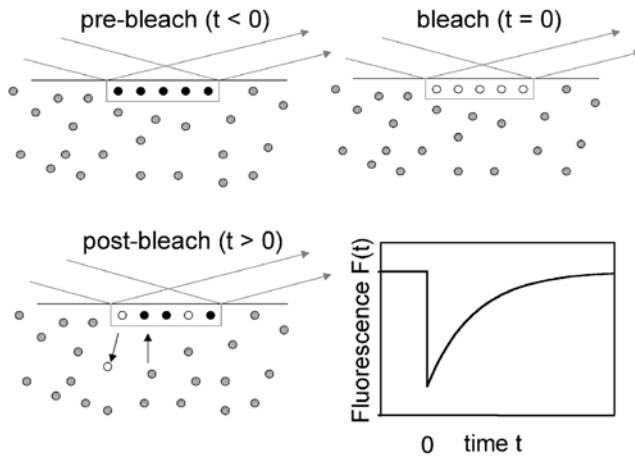 pre-bleach (t < 0)
bleach (t = 0)
post-bleach (t > 0)
Fluorescence F(t)
0 time t